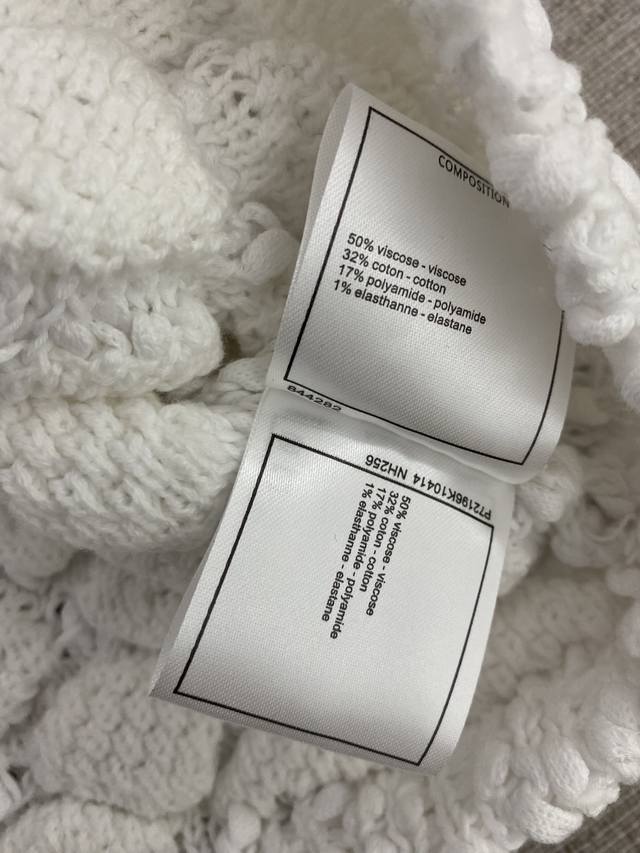 COMPOSITION
50% viscose - viscose
32% coton - cotton
17% polyamide - polyamide
1% elasthanne - elastane
844282
P72196K10414 NH256
50% viscose - viscose
32% coton - cotton
17% polyamide - polyamide
1% elasthanne - elastane